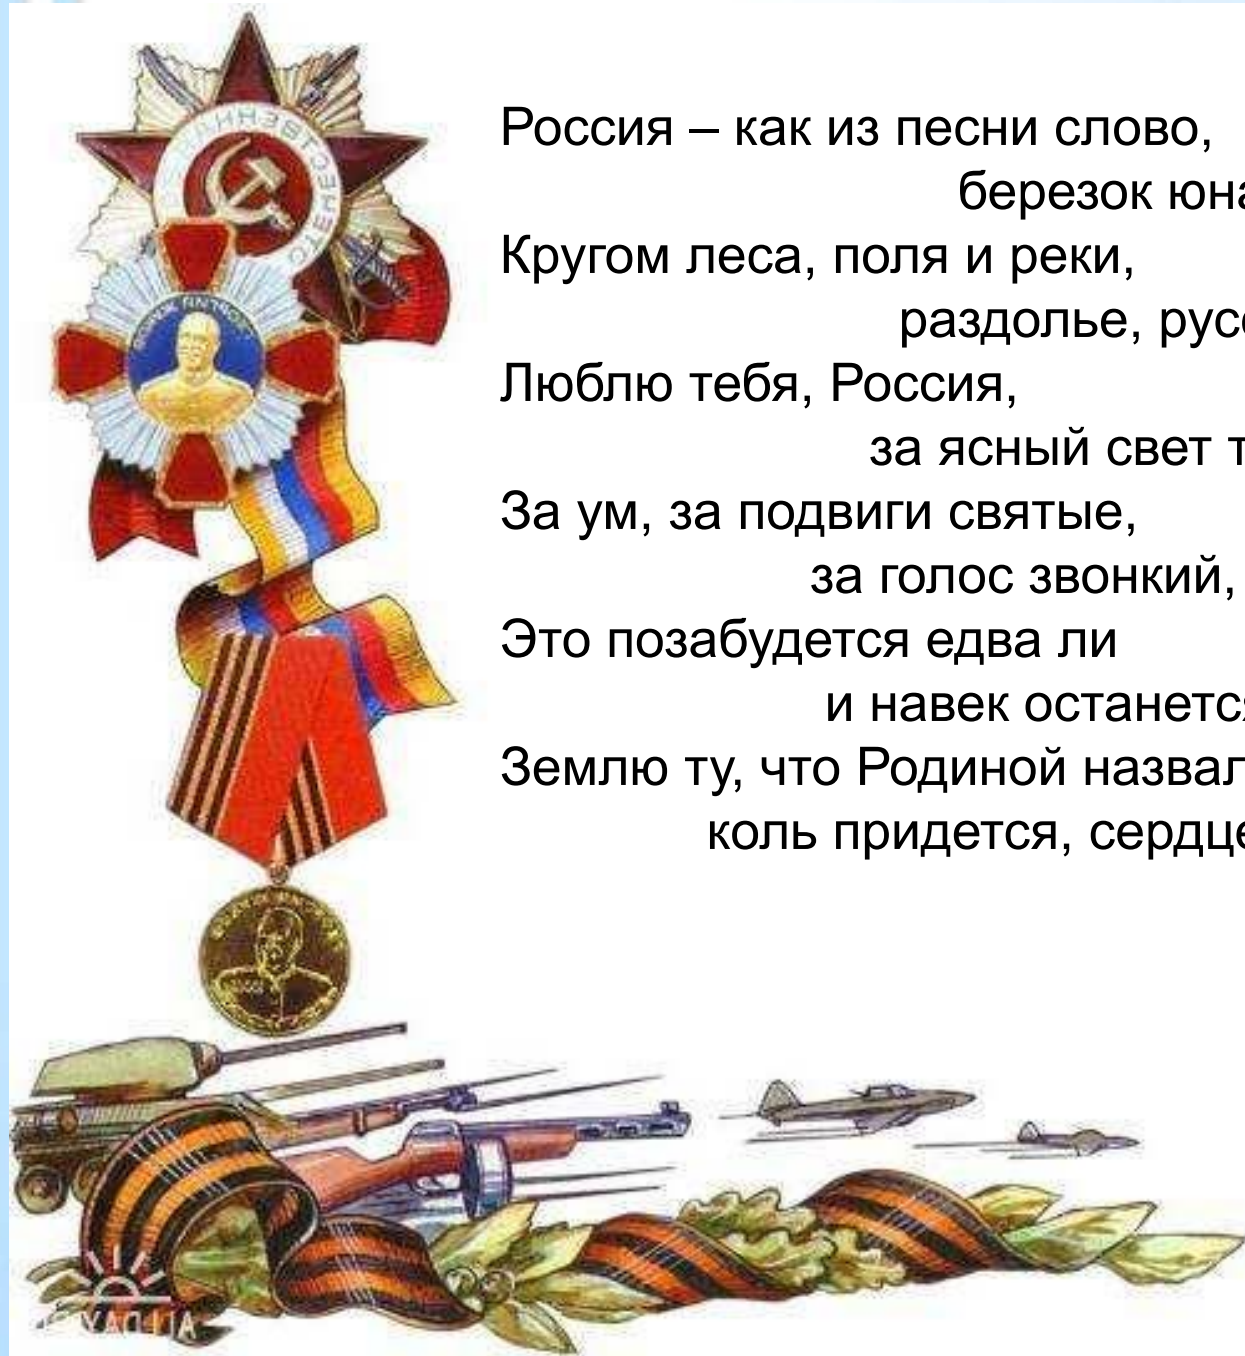 Россия – как из песни слово,
березок юна
Кругом леса, поля и реки,
раздолье, русс
Люблю тебя, Россия,
за ясный свет т
За ум, за подвиги святые,
за голос звонкий,
Это позабудется едва ли
и навек останетс
Землю ту, что Родиной назвал
коль придется, сердце